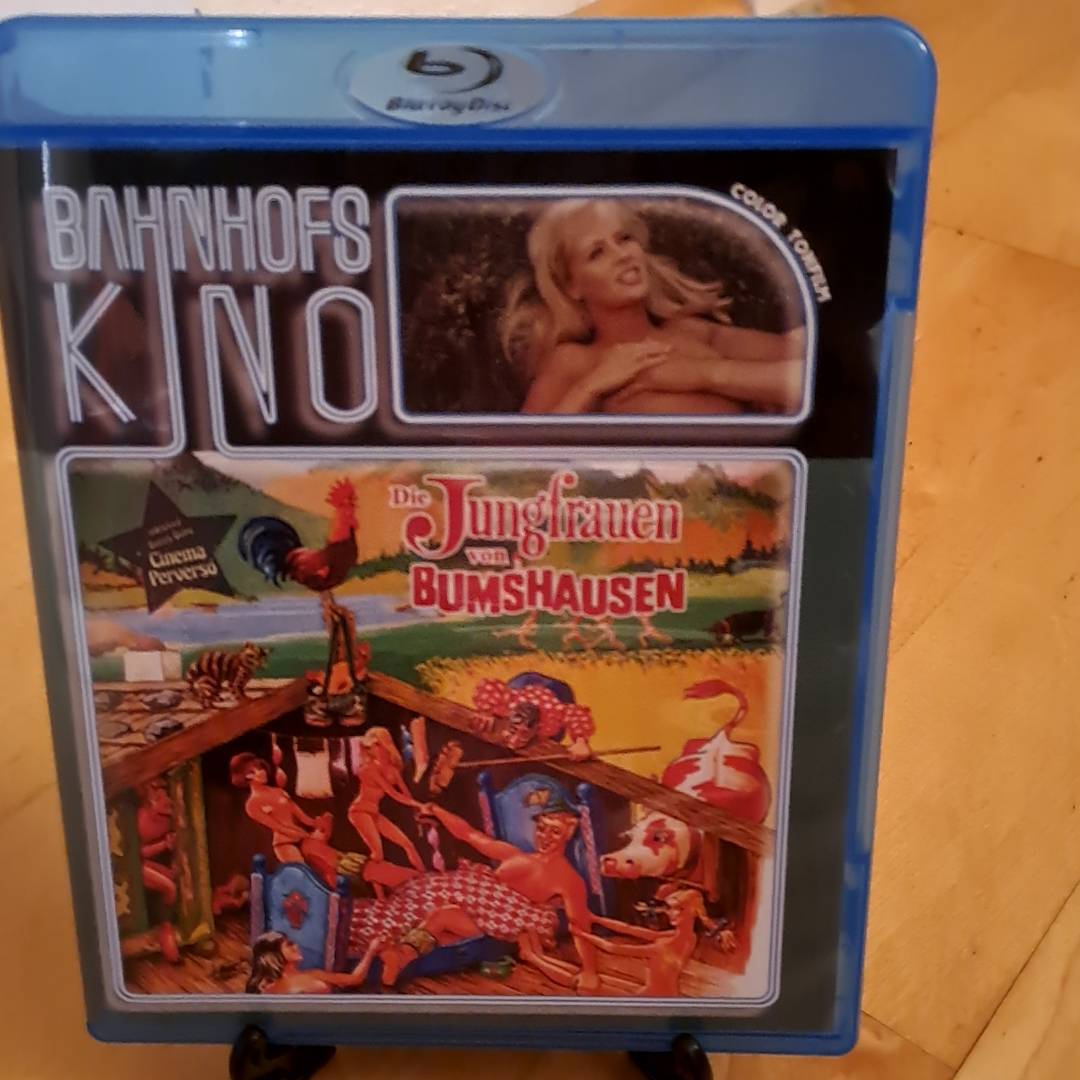 Blu-ray Disc
BAHNHOFS
KINO
COLOR TONFILM
Die Jungfrauen
von
BUMSHAUSEN
Cinema
Perverso